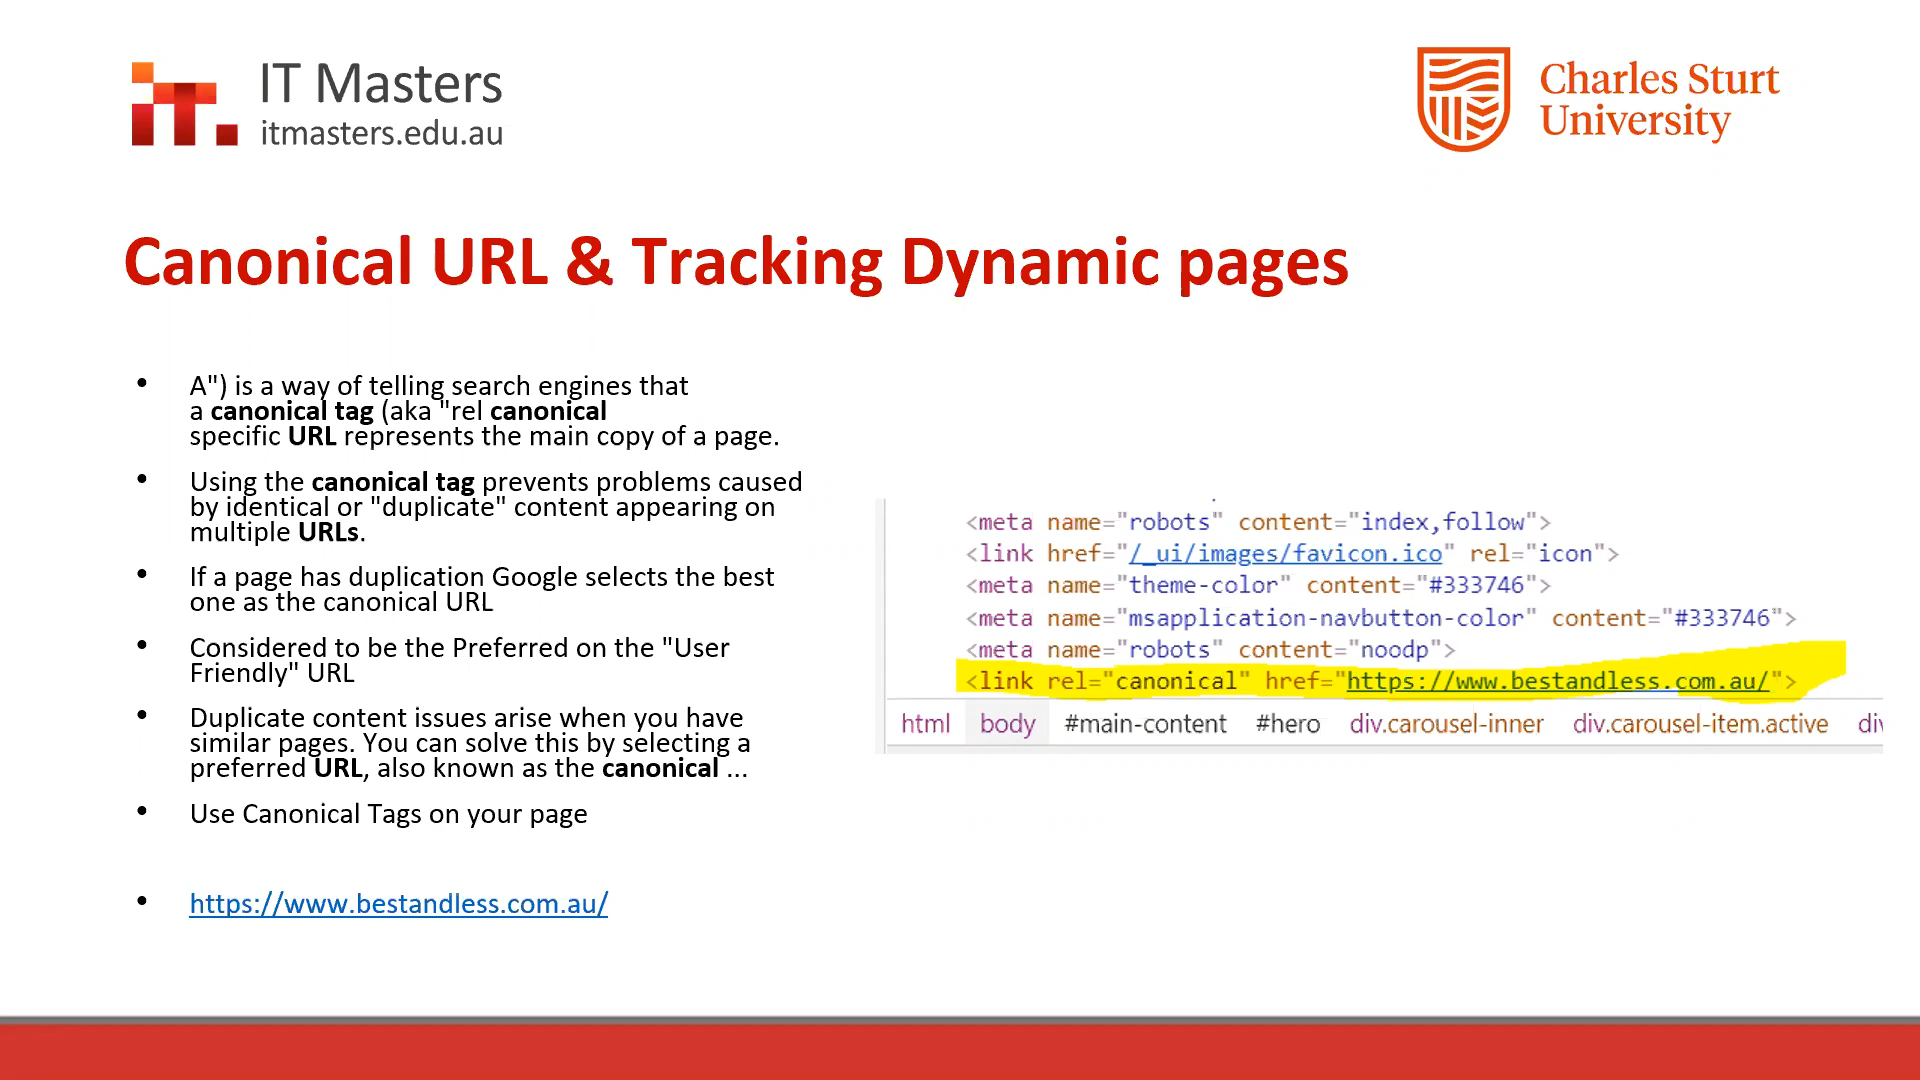 IT Masters
itmasters.edu.au
Charles Sturt
University
Canonical URL & Tracking Dynamic pages
• A") is a way of telling search engines that
a canonical tag (aka "rel canonical
specific URL represents the main copy of a page.
• Using the canonical tag prevents problems caused
by identical or "duplicate" content appearing on
multiple URLs.
• If a page has duplication Google selects the best
one as the canonical URL
• Considered to be the Preferred on the "User
Friendly" URL
• Duplicate content issues arise when you have
similar pages. You can solve this by selecting a
preferred URL, also known as the canonical ...
• Use Canonical Tags on your page
• https://www.bestandless.com.au/
<meta name="robots" content="index,follow">
<link href="/_ui/images/favicon.ico" rel="icon">
<meta name="theme-color" content="#333746">
<meta name="msapplication-navbutton-color" content="#333746">
<meta name="robots" content="noodp">
<link rel="canonical" href="https://www.bestandless.com.au/">
html body #main-content #hero div.carousel-inner div.carousel-item.active